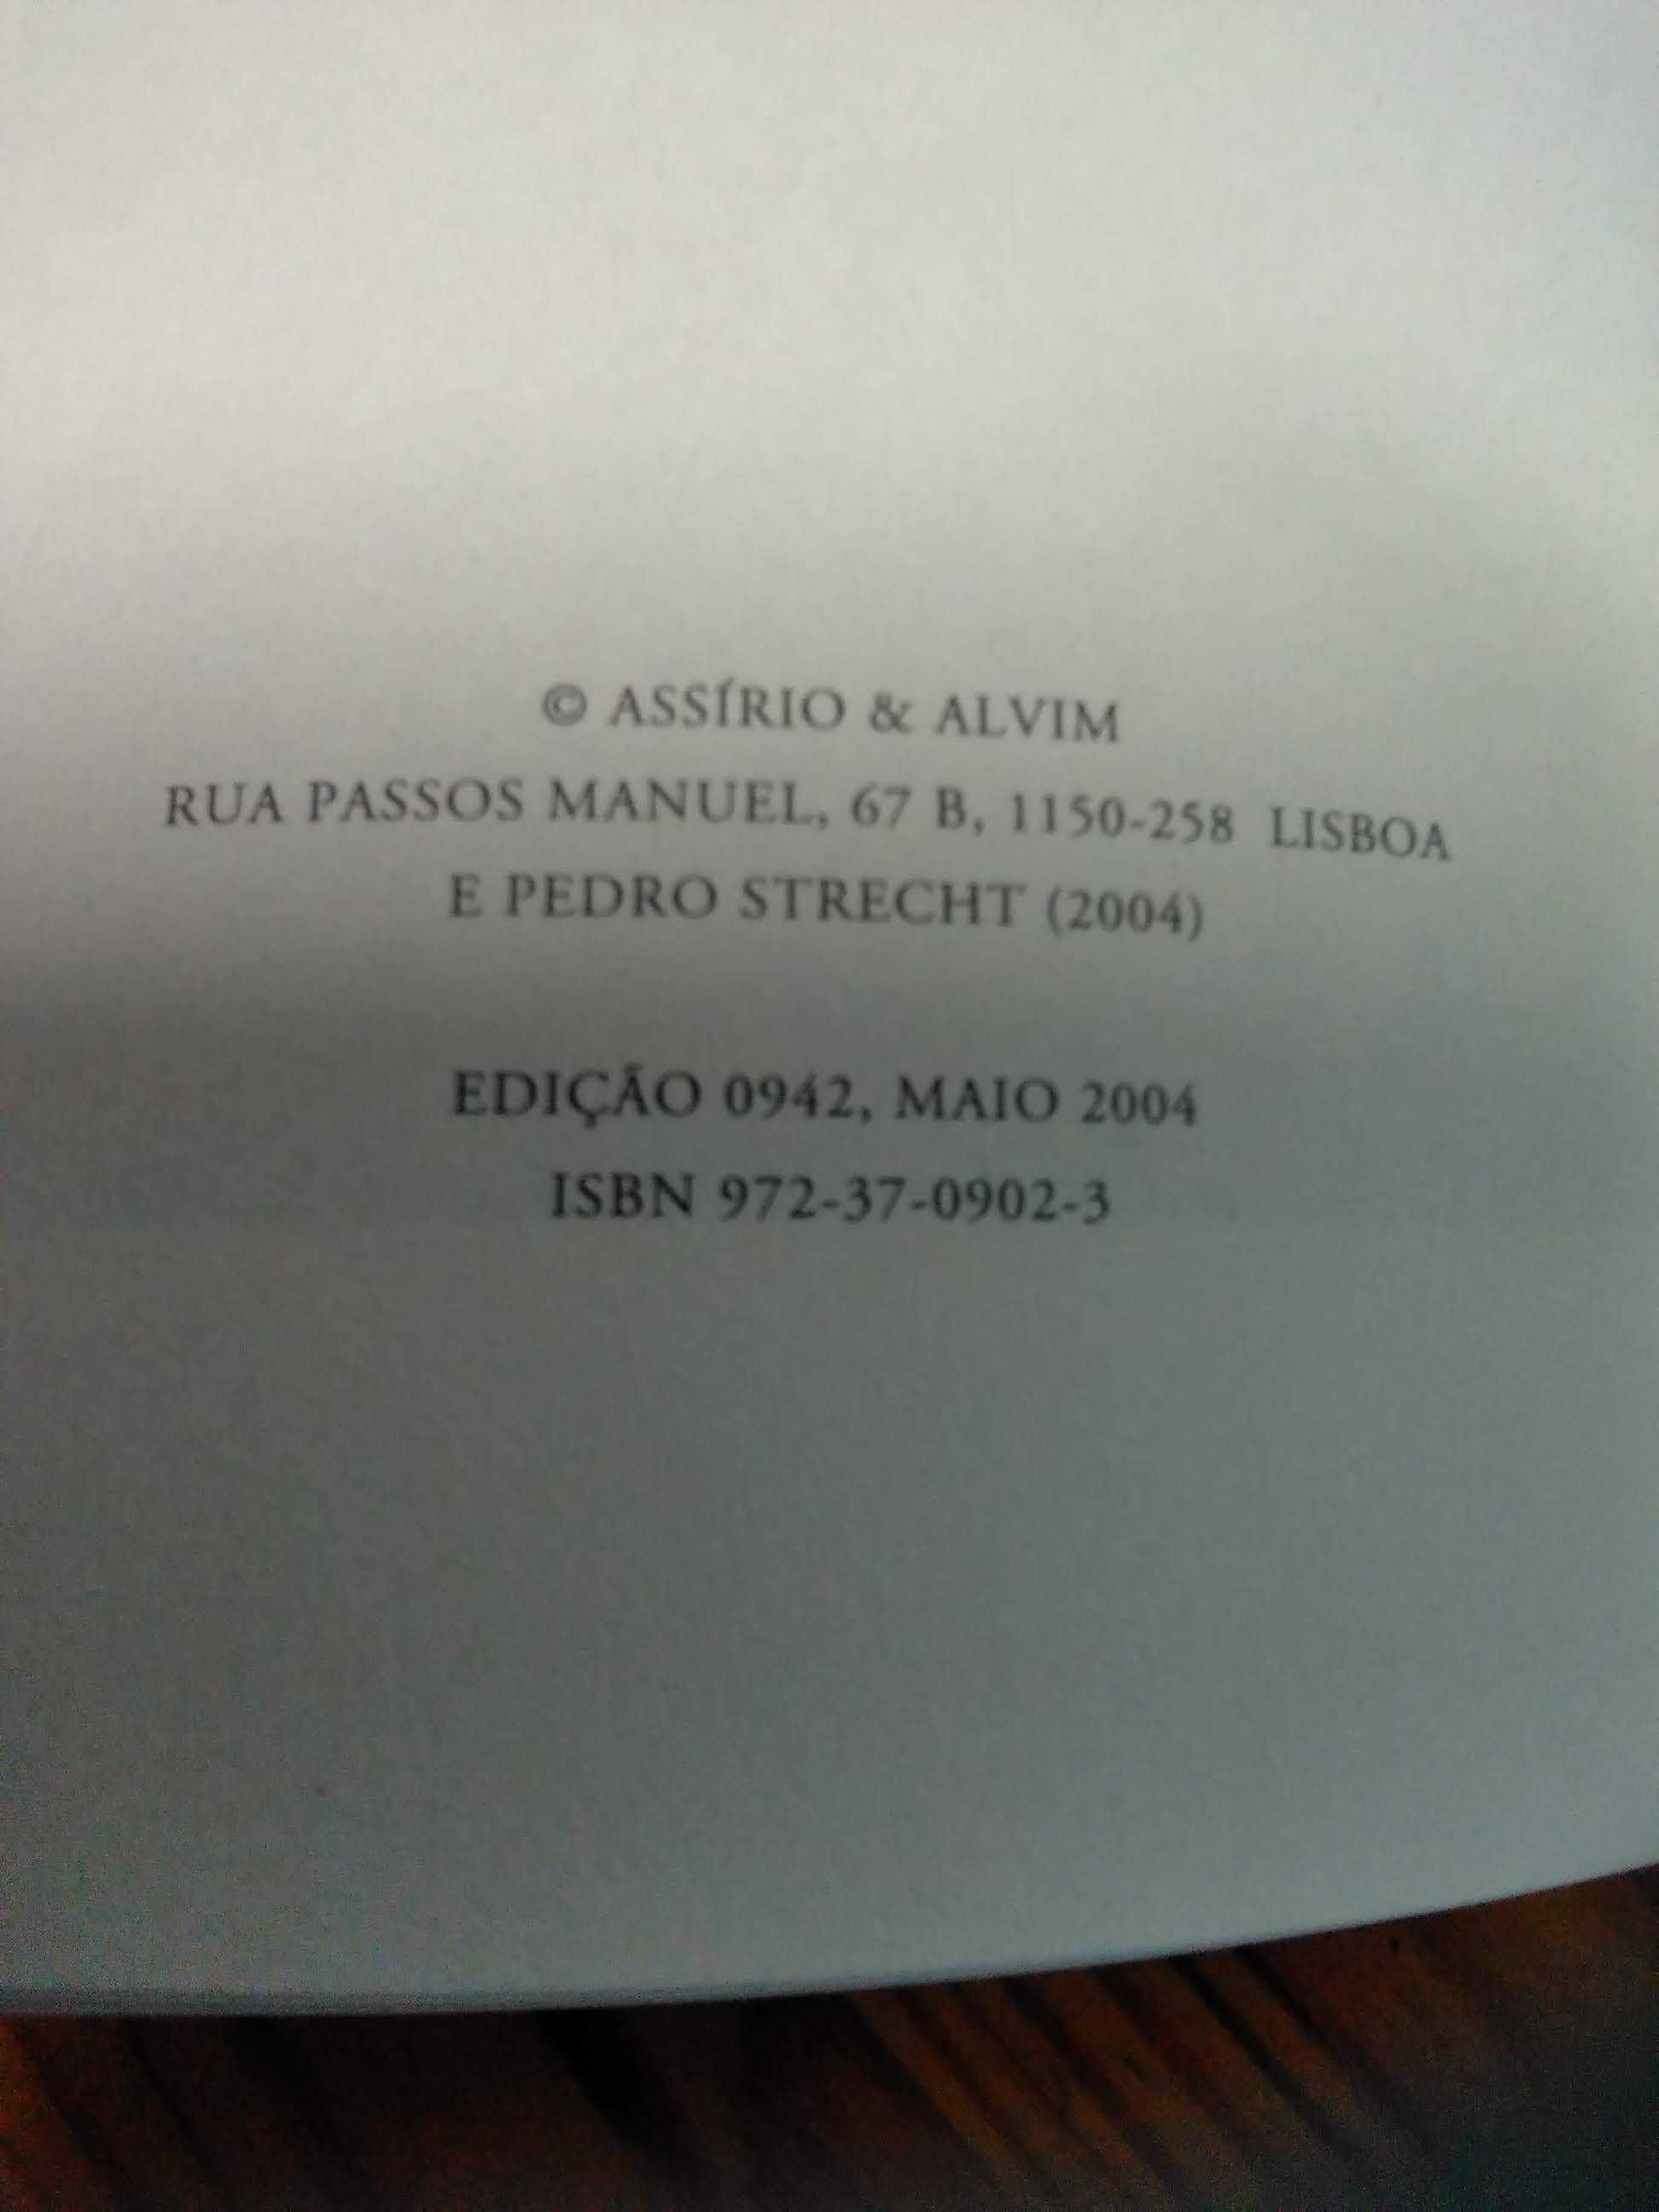 © ASSÍRIO & ALVIM
RUA PASSOS MANUEL, 67 B, 1150-258 LISBOA
E PEDRO STRECHT (2004)
EDIÇÃO 0942, MAIO 2004
ISBN 972-37-0902-3